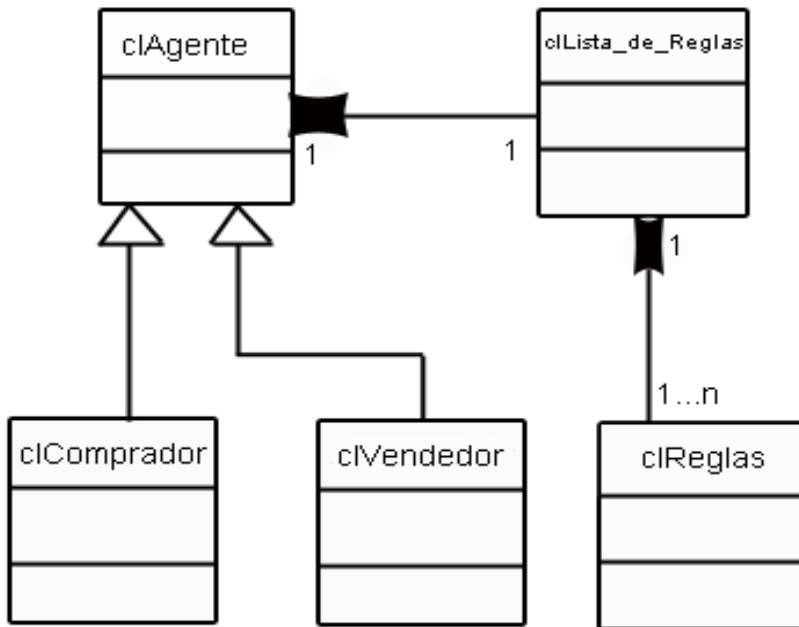 clAgente
clLista_de_Reglas
1
1
1
1...n
clComprador
clVendedor
clReglas